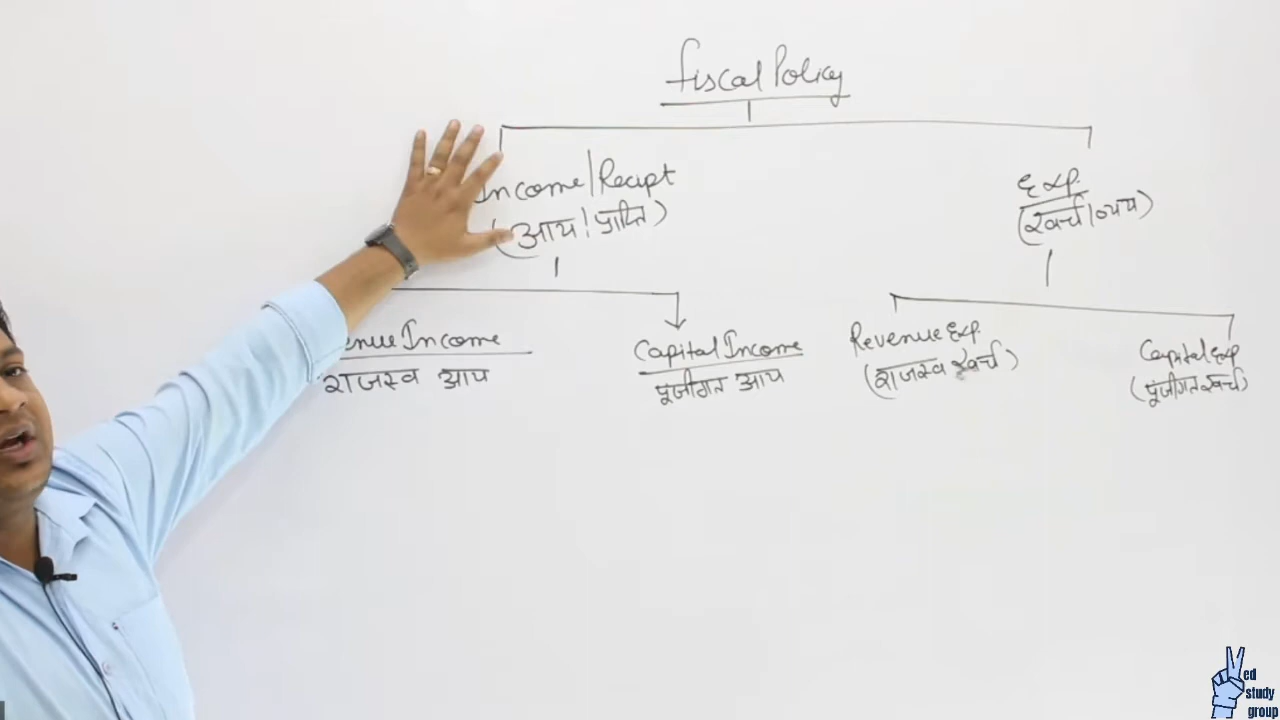 fiscal Policy
Income/Recipt
(आय/प्राप्ति)
Exp.
(खर्च/व्यय)
enue Income
राजस्व आय
Capital Income
पूंजीगत आय
Revenue Exp.
(राजस्व खर्च)
Capital Exp
(पूंजीगत खर्च)
ed
study
group